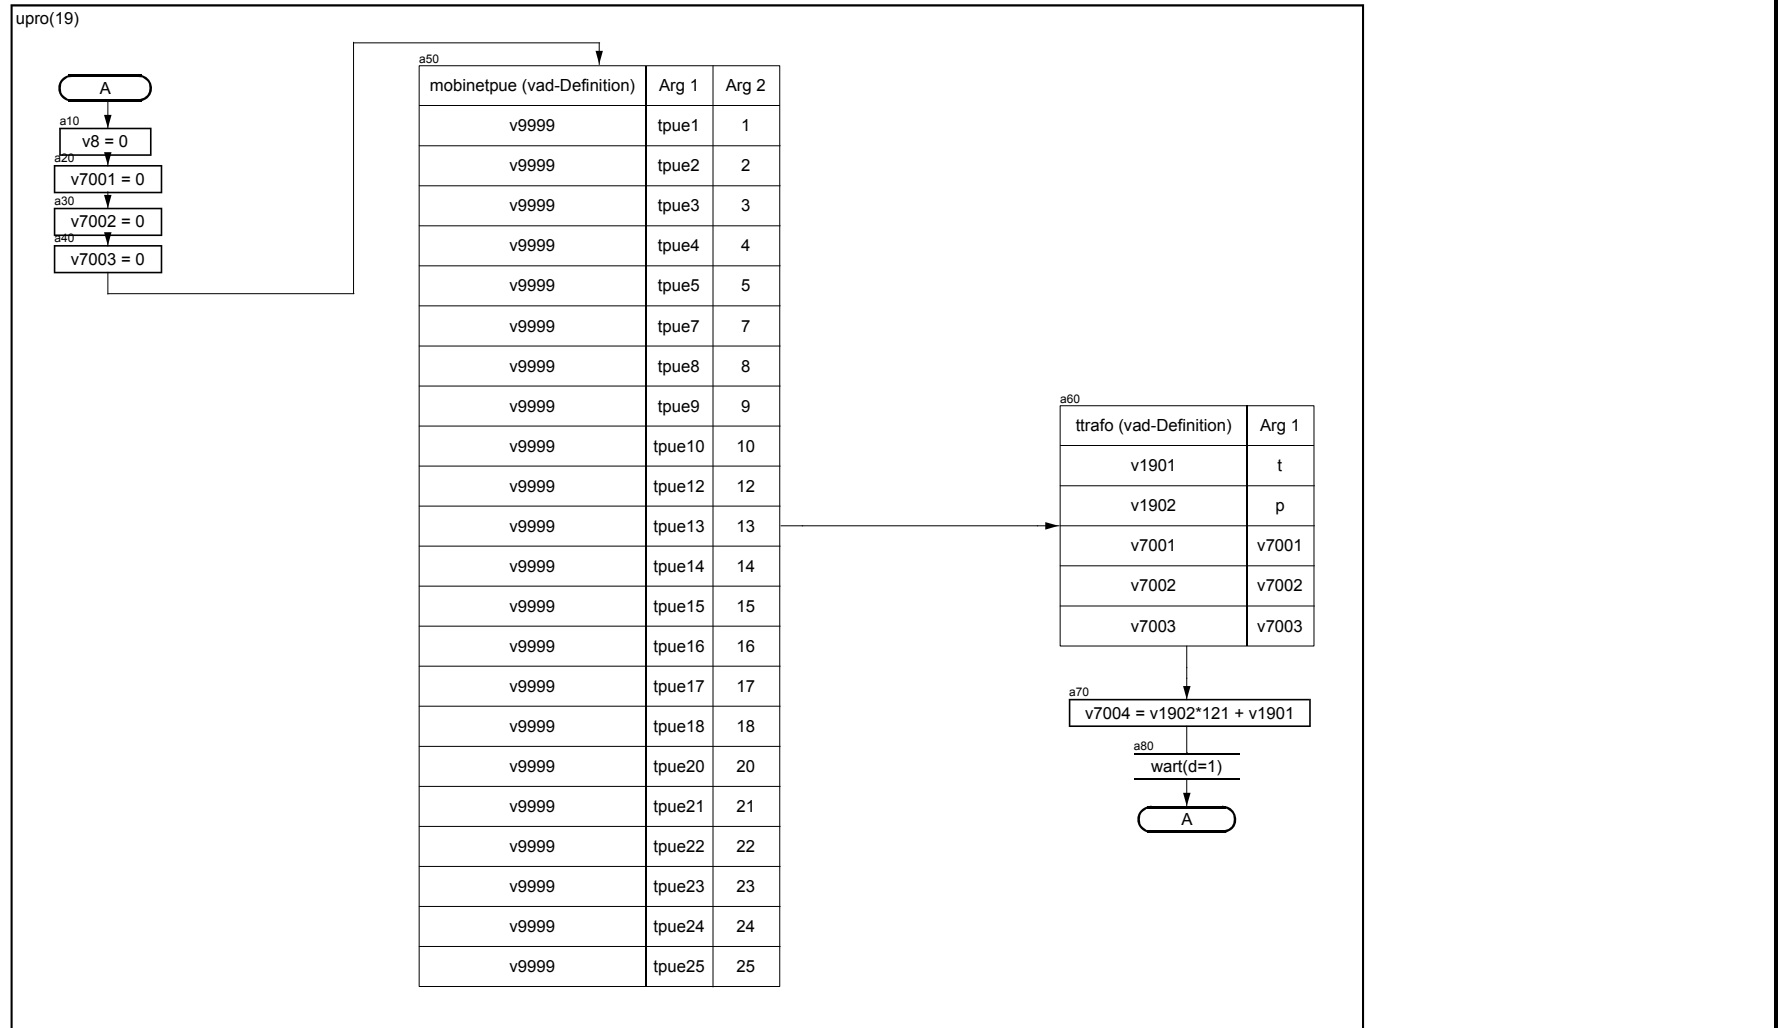 upro(19)
A
a10
v8 = 0
a20
v7001 = 0
a30
v7002 = 0
a40
v7003 = 0
a50
mobinetpue (vad-Definition) Arg 1 Arg 2
v9999 tpue1 1
v9999 tpue2 2
v9999 tpue3 3
v9999 tpue4 4
v9999 tpue5 5
v9999 tpue7 7
v9999 tpue8 8
v9999 tpue9 9
v9999 tpue10 10
v9999 tpue12 12
v9999 tpue13 13
v9999 tpue14 14
v9999 tpue15 15
v9999 tpue16 16
v9999 tpue17 17
v9999 tpue18 18
v9999 tpue20 20
v9999 tpue21 21
v9999 tpue22 22
v9999 tpue23 23
v9999 tpue24 24
v9999 tpue25 25
a60
ttrafo (vad-Definition) Arg 1
v1901 t
v1902 p
v7001 v7001
v7002 v7002
v7003 v7003
a70
v7004 = v1902*121 + v1901
a80
wart(d=1)
A